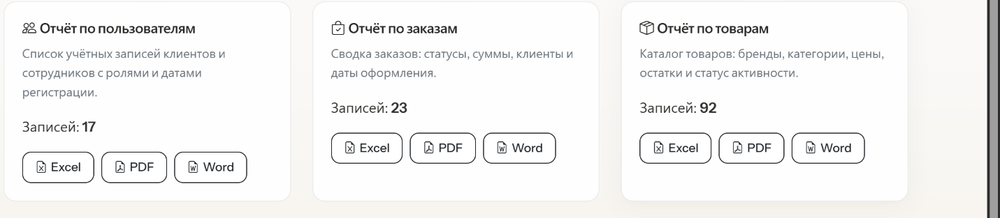 Отчёт по пользователям
Список учётных записей клиентов и
сотрудников с ролями и датами
регистрации.
Записей: 17
Excel
PDF
Word
Отчёт по заказам
Сводка заказов: статусы, суммы, клиенты и
даты оформления.
Записей: 23
Excel
PDF
Word
Отчёт по товарам
Каталог товаров: бренды, категории, цены,
остатки и статус активности.
Записей: 92
Excel
PDF
Word